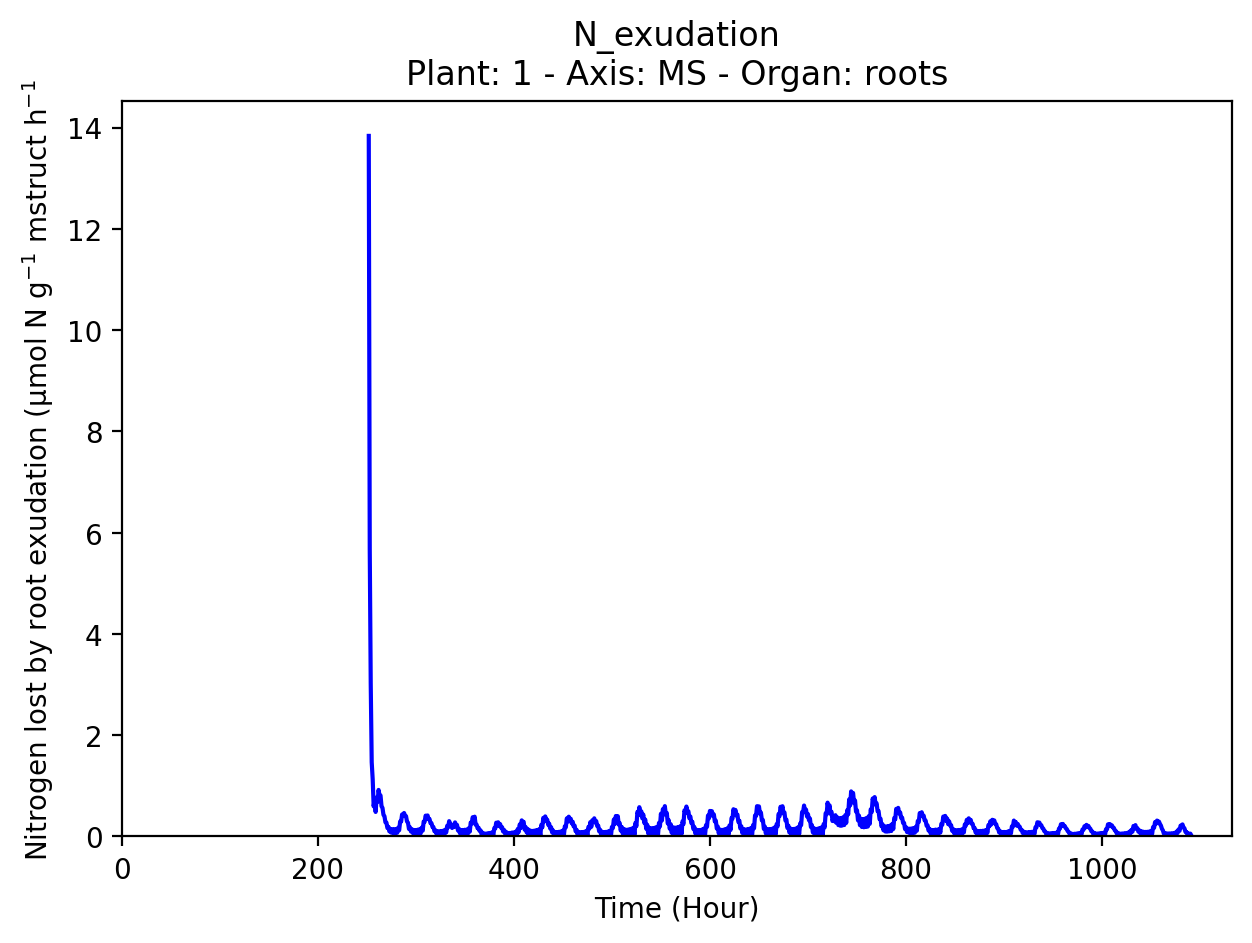 N_exudation
Plant: 1 - Axis: MS - Organ: roots
Nitrogen lost by root exudation (µmol N g⁻¹ mstruct h⁻¹
14
12
10
8
6
4
2
0
0 200 400 600 800 1000
Time (Hour)